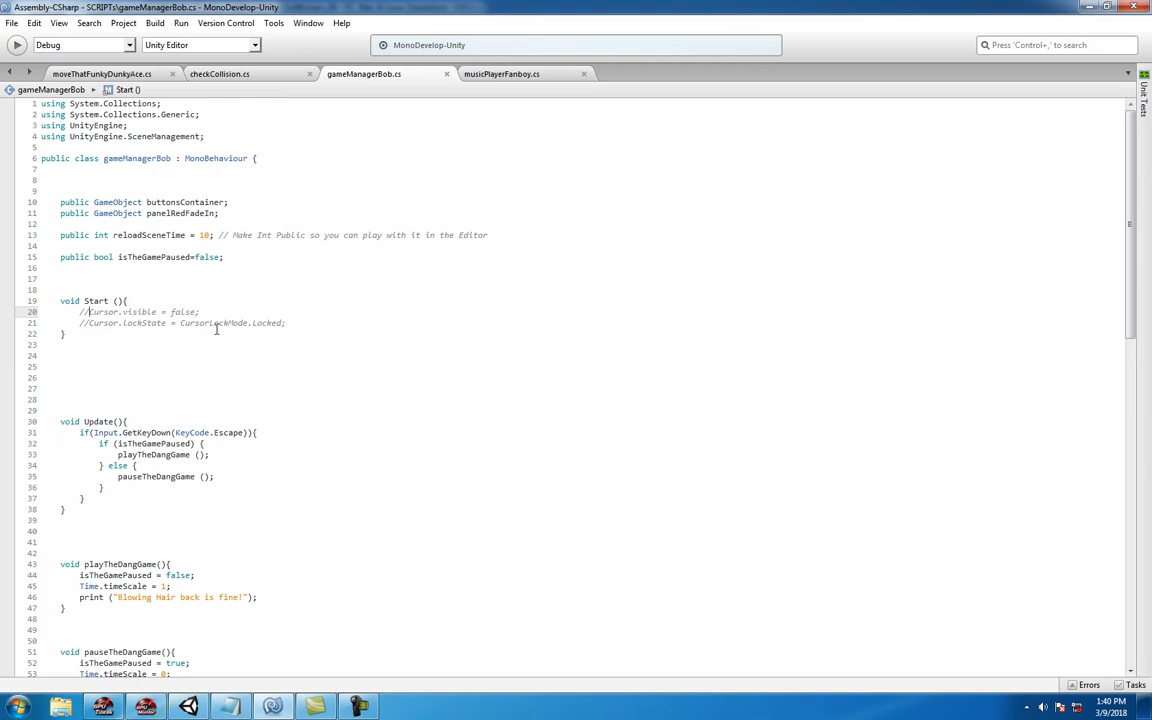 Assembly-CSharp - SCRIPTs\gameManagerBob.cs - MonoDevelop-Unity
File Edit View Search Project Build Run Version Control Tools Window Help
Debug Unity Editor MonoDevelop-Unity Press 'Control+,' to search
moveThatFunkyDunkyAce.cs checkCollision.cs gameManagerBob.cs musicPlayerFanboy.cs
gameManagerBob Start ()
Unit Tests
1 using System.Collections;
2 using System.Collections.Generic;
3 using UnityEngine;
4 using UnityEngine.SceneManagement;
5
6 public class gameManagerBob : MonoBehaviour {
7
8
9
10 public GameObject buttonsContainer;
11 public GameObject panelRedFadeIn;
12
13 public int reloadSceneTime = 10; // Make Int Public so you can play with it in the Editor
14
15 public bool isTheGamePaused=false;
16
17
18
19 void Start (){
20 //Cursor.visible = false;
21 //Cursor.lockState = CursorLockMode.Locked;
22 }
23
24
25
26
27
28
29
30 void Update(){
31 if(Input.GetKeyDown(KeyCode.Escape)){
32 if (isTheGamePaused) {
33 playTheDangGame ();
34 } else {
35 pauseTheDangGame ();
36 }
37 }
38 }
39
40
41
42
43 void playTheDangGame(){
44 isTheGamePaused = false;
45 Time.timeScale = 1;
46 print ("Blowing Hair back is fine!");
47 }
48
49
50
51 void pauseTheDangGame(){
52 isTheGamePaused = true;
53 Time.timeScale = 0;
Errors Tasks
1:40 PM
3/9/2018